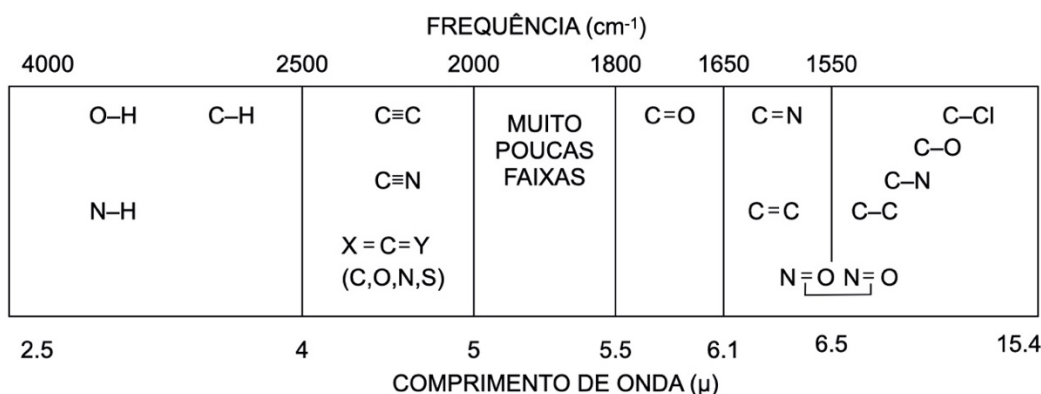 FREQUÊNCIA (cm-1)
4000 2500 2000 1800 1650 1550
O–H C–H C≡C MUITO C=O C=N C–Cl
POUCAS C–O
C≡N FAIXAS C–N
N–H C=C C–C
X=C=Y
(C,O,N,S) N=O N=O
2.5 4 5 5.5 6.1 6.5 15.4
COMPRIMENTO DE ONDA (μ)